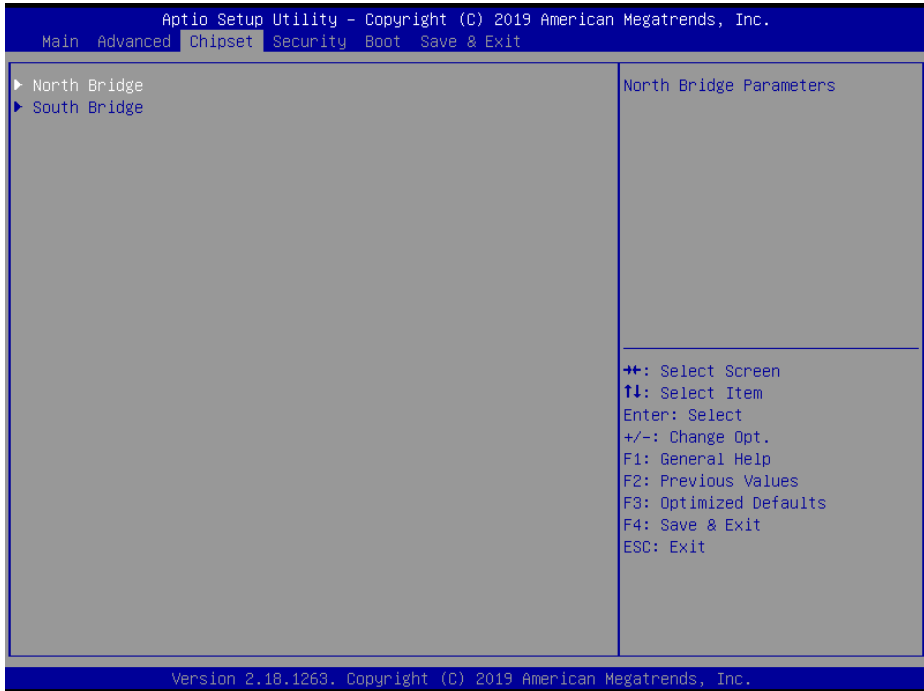 Aptio Setup Utility – Copyright (C) 2019 American Megatrends, Inc.
Main Advanced Chipset Security Boot Save & Exit
▶ North Bridge
▶ South Bridge
North Bridge Parameters
→←: Select Screen
↑↓: Select Item
Enter: Select
+/-: Change Opt.
F1: General Help
F2: Previous Values
F3: Optimized Defaults
F4: Save & Exit
ESC: Exit
Version 2.18.1263. Copyright (C) 2019 American Megatrends, Inc.